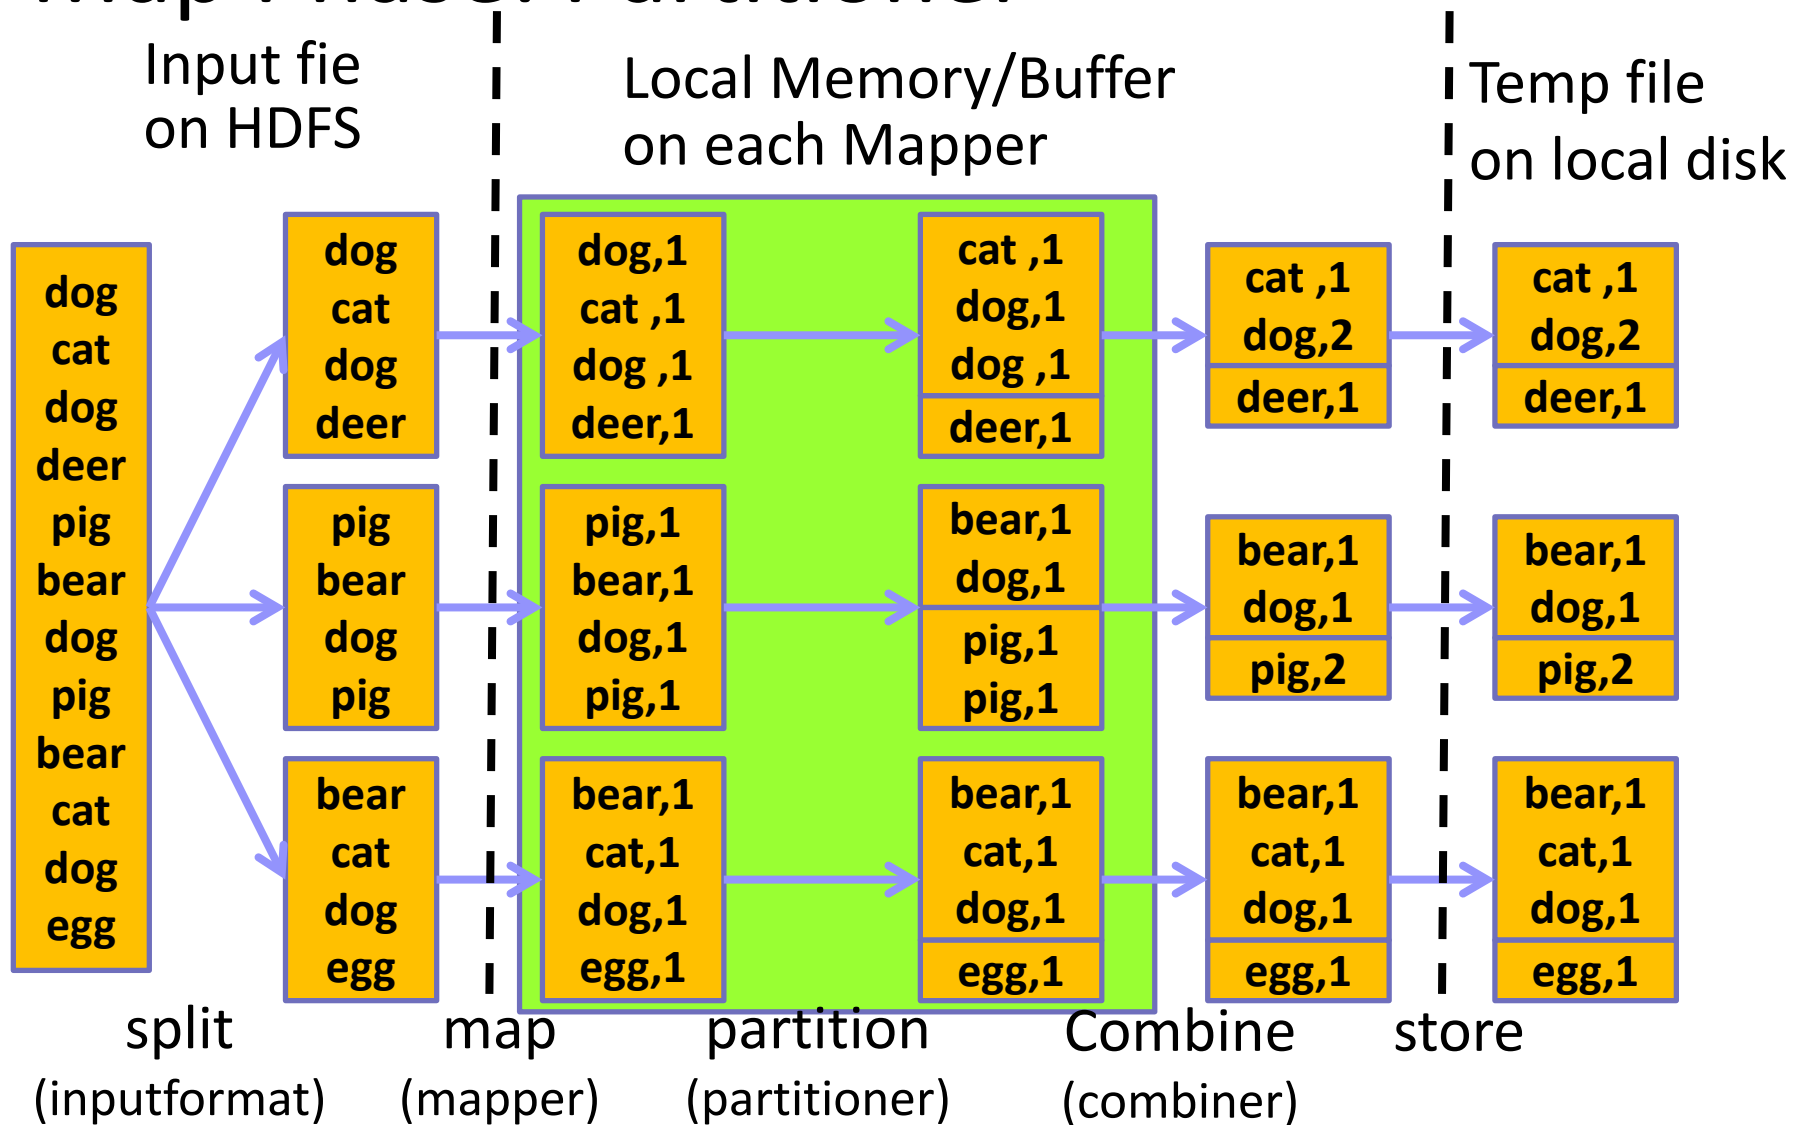 Map Phase: Partitioner
Input fie
on HDFS
Local Memory/Buffer
on each Mapper
Temp file
on local disk
dog
cat
dog
deer
pig
bear
dog
pig
bear
cat
dog
egg
dog
cat
dog
deer
pig
bear
dog
pig
bear
cat
dog
egg
dog,1
cat ,1
dog ,1
deer,1
pig,1
bear,1
dog,1
pig,1
bear,1
cat,1
dog,1
egg,1
cat ,1
dog,1
dog ,1
deer,1
bear,1
dog,1
pig,1
pig,1
bear,1
cat,1
dog,1
egg,1
cat ,1
dog,2
deer,1
bear,1
dog,1
pig,2
bear,1
cat,1
dog,1
egg,1
cat ,1
dog,2
deer,1
bear,1
dog,1
pig,2
bear,1
cat,1
dog,1
egg,1
split
(inputformat)
map
(mapper)
partition
(partitioner)
Combine
(combiner)
store